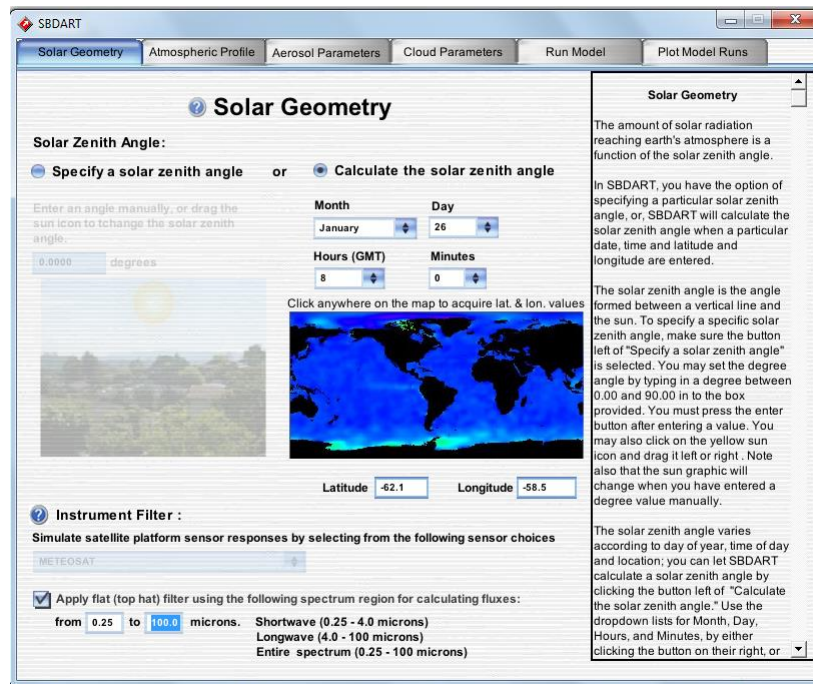 SBDART
Solar Geometry
Atmospheric Profile
Aerosol Parameters
Cloud Parameters
Run Model
Plot Model Runs
Solar Geometry
Solar Zenith Angle:
Specify a solar zenith angle or Calculate the solar zenith angle
Enter an angle manually, or drag the
sun icon to tchange the solar zenith
angle.
0.0000 degrees
Month Day
January 26
Hours (GMT) Minutes
8 0
Click anywhere on the map to acquire lat. & lon. values
Latitude -62.1 Longitude -58.5
Instrument Filter :
Simulate satellite platform sensor responses by selecting from the following sensor choices
METEOSAT
Apply flat (top hat) filter using the following spectrum region for calculating fluxes:
from 0.25 to 100.0 microns. Shortwave (0.25 - 4.0 microns)
Longwave (4.0 - 100 microns)
Entire spectrum (0.25 - 100 microns)
Solar Geometry
The amount of solar radiation
reaching earth's atmosphere is a
function of the solar zenith angle.
In SBDART, you have the option of
specifying a particular solar zenith
angle, or, SBDART will calculate the
solar zenith angle when a particular
date, time and latitude and
longitude are entered.
The solar zenith angle is the angle
formed between a vertical line and
the sun. To specify a specific solar
zenith angle, make sure the button
left of "Specify a solar zenith angle"
is selected. You may set the degree
angle by typing in a degree between
0.00 and 90.00 in to the box
provided. You must press the enter
button after entering a value. You
may also click on the yellow sun
icon and drag it left or right . Note
also that the sun graphic will
change when you have entered a
degree value manually.
The solar zenith angle varies
according to day of year, time of day
and location; you can let SBDART
calculate a solar zenith angle by
clicking the button left of "Calculate
the solar zenith angle." Use the
dropdown lists for Month, Day,
Hours, and Minutes, by either
clicking the button on their right, or